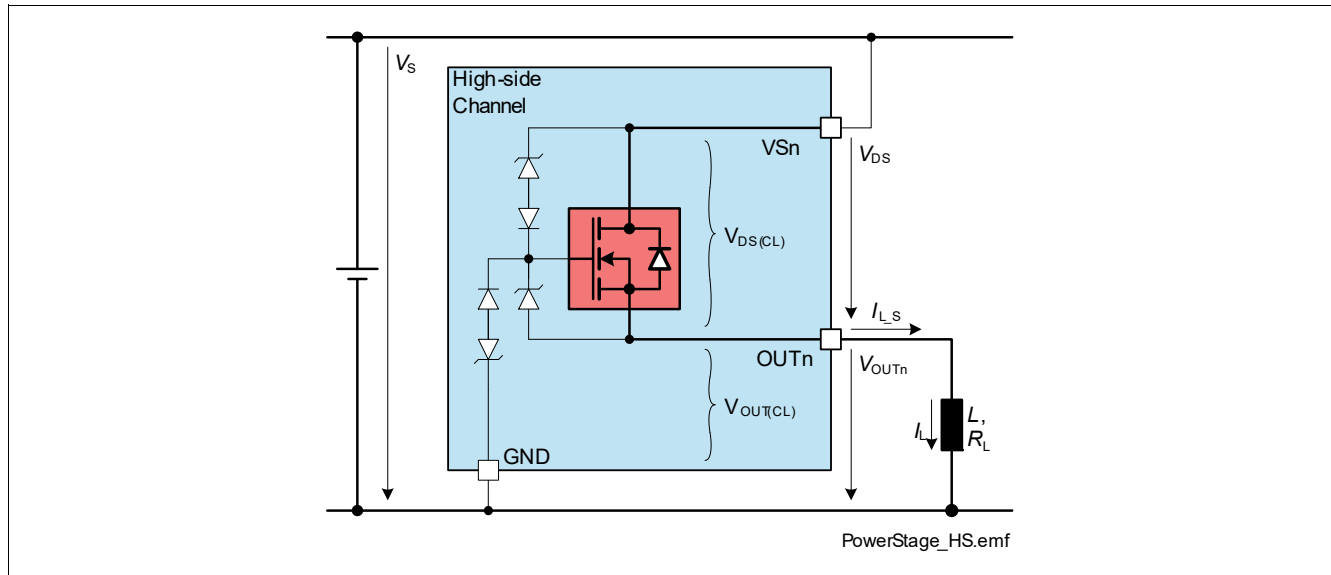 VS
High-side
Channel
VSn
VDS
VDS(CL)
IL_S
OUTn
VOUTn
VOUT(CL)
L,
IL
RL
GND
PowerStage_HS.emf